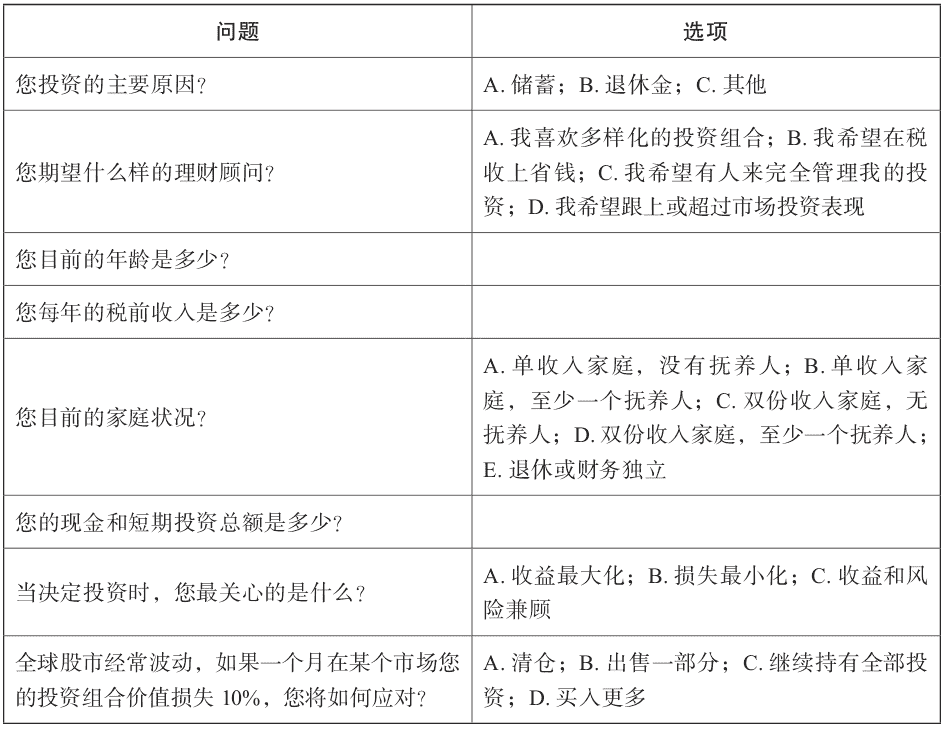 问题
选项
您投资的主要原因？
A. 储蓄；B. 退休金；C. 其他
您期望什么样的理财顾问？
A. 我喜欢多样化的投资组合；B. 我希望在税
收上省钱；C. 我希望有人来完全管理我的投
资；D. 我希望跟上或超过市场投资表现
您目前的年龄是多少？
您每年的税前收入是多少？
您目前的家庭状况？
A. 单收入家庭，没有抚养人；B. 单收入家
庭，至少一个抚养人；C. 双份收入家庭，无
抚养人；D. 双份收入家庭，至少一个抚养人；
E. 退休或财务独立
您的现金和短期投资总额是多少？
当决定投资时，您最关心的是什么？
A. 收益最大化；B. 损失最小化；C. 收益和风
险兼顾
全球股市经常波动，如果一个月在某个市场您
的投资组合价值损失 10%，您将如何应对？
A. 清仓；B. 出售一部分；C. 继续持有全部投
资；D. 买入更多